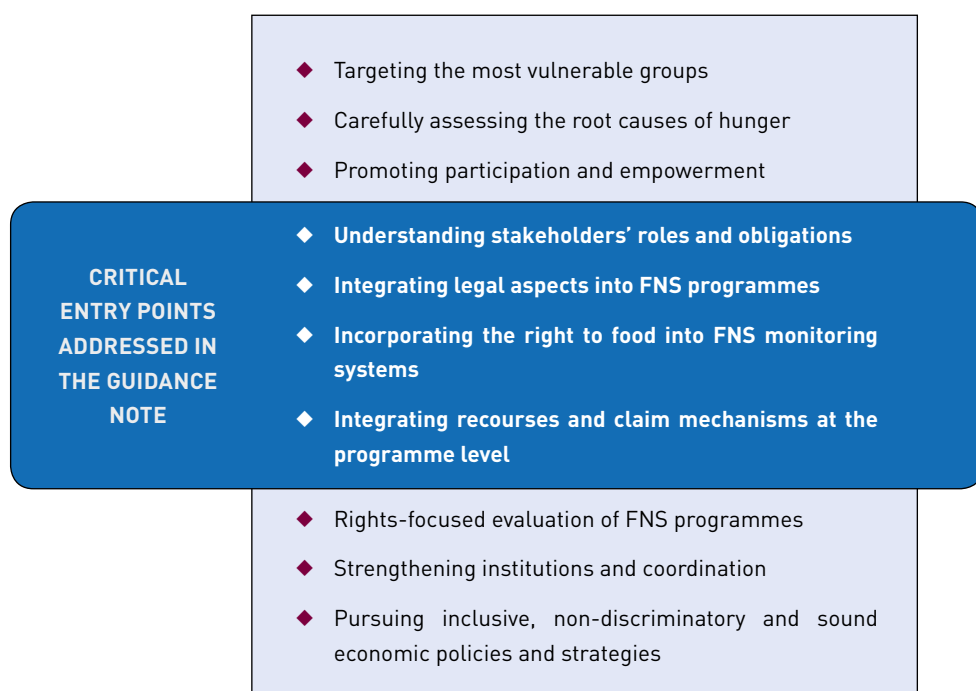 ◆ Targeting the most vulnerable groups
◆ Carefully assessing the root causes of hunger
◆ Promoting participation and empowerment
CRITICAL
ENTRY POINTS
ADDRESSED IN
THE GUIDANCE
NOTE
◆ Understanding stakeholders’ roles and obligations
◆ Integrating legal aspects into FNS programmes
◆ Incorporating the right to food into FNS monitoring
systems
◆ Integrating recourses and claim mechanisms at the
programme level
◆ Rights-focused evaluation of FNS programmes
◆ Strengthening institutions and coordination
◆ Pursuing inclusive, non-discriminatory and sound
economic policies and strategies